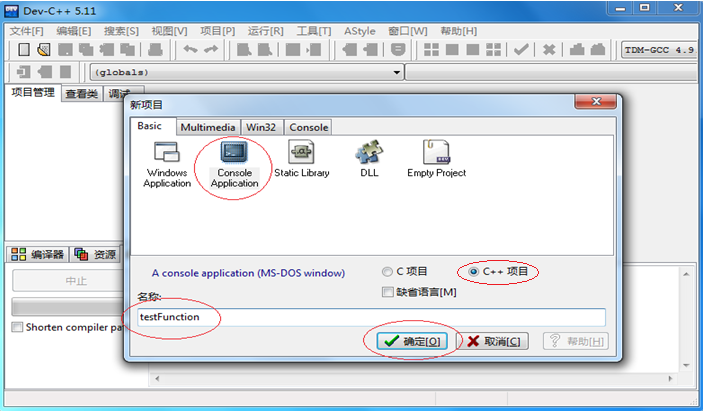 Dev-C++ 5.11
文件[F] 编辑[E] 搜索[S] 视图[V] 项目[P] 运行[R] 工具[T] AStyle 窗口[W] 帮助[H]
TDM-GCC 4.9
(globals)
项目管理 查看类 调试
新项目
Basic Multimedia Win32 Console
Windows Application
Console Application
Static Library
DLL
Empty Project
A console application (MS-DOS window)
C 项目
C++ 项目
缺省语言[M]
名称:
testFunction
确定[O] 取消[C] 帮助[H]
编译器 资源
中止
Shorten compiler pat